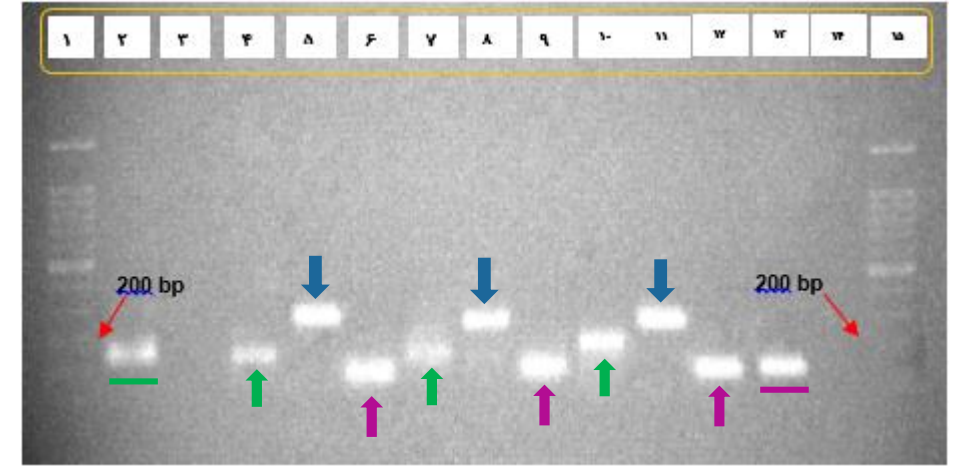 ۱ ۲ ۳ ۴ ۵ ۶ ۷ ۸ ۹ ۱۰ ۱۱ ۱۲ ۱۳ ۱۴ ۱۵
200 bp 200 bp